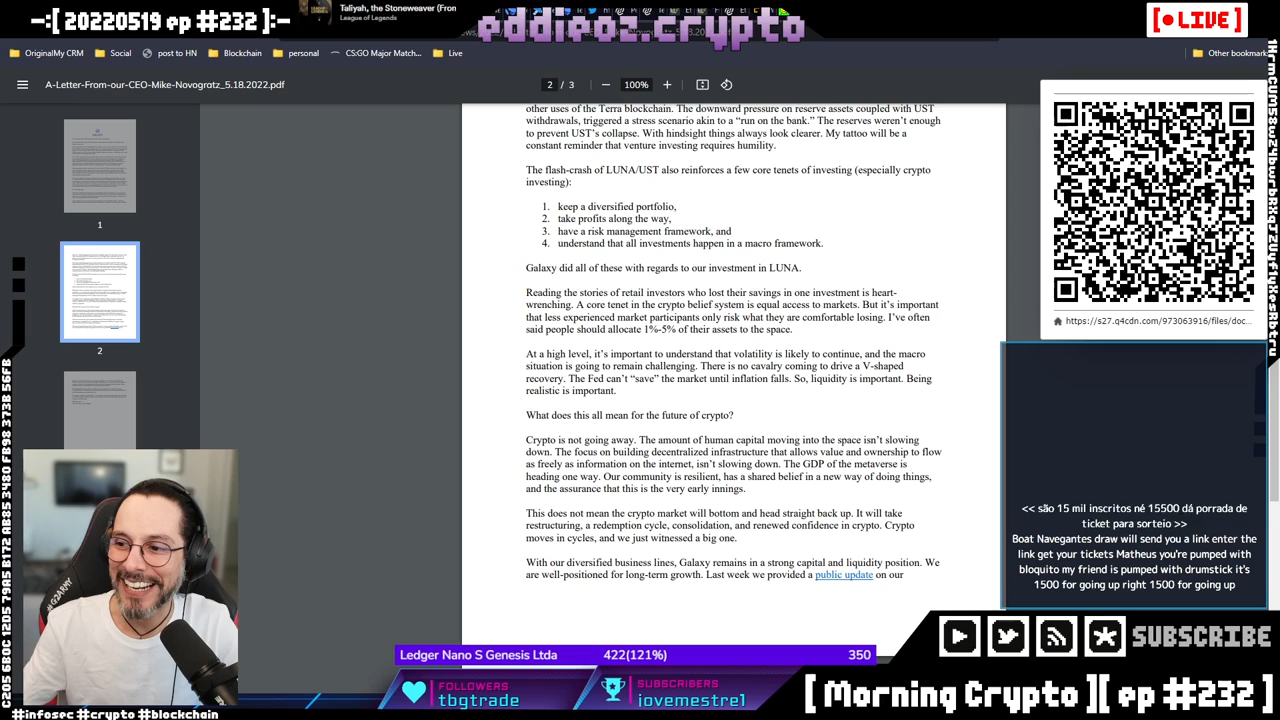 -:[ 20220519 ep #232 ]:-
Taliyah, the Stoneweaver (Fron
League of Legends
eddieoz.crypto
[● LIVE]
ChatMy CRM
Social
post to HN
Blockchain
personal
CS:GO Major Match...
Live
Other bookmark
A-Letter-From-our-CEO-Mike-Novogratz_5.18.2022.pdf
2 / 3
100%
other uses of the Terra blockchain. The downward pressure on reserve assets coupled with UST
withdrawals, triggered a stress scenario akin to a “run on the bank.” The reserves weren’t enough
to prevent UST’s collapse. With hindsight things always look clearer. My tattoo will be a
constant reminder that venture investing requires humility.
The flash-crash of LUNA/UST also reinforces a few core tenets of investing (especially crypto
investing):
1. keep a diversified portfolio,
2. take profits along the way,
3. have a risk management framework, and
4. understand that all investments happen in a macro framework.
Galaxy did all of these with regards to our investment in LUNA.
Reading the stories of retail investors who lost their savings in one investment is heart-
wrenching. A core tenet in the crypto belief system is equal access to markets. But it’s important
that less experienced market participants only risk what they are comfortable losing. I’ve often
said people should allocate 1%-5% of their assets to the space.
At a high level, it’s important to understand that volatility is likely to continue, and the macro
situation is going to remain challenging. There is no cavalry coming to drive a V-shaped
recovery. The Fed can’t “save” the market until inflation falls. So, liquidity is important. Being
realistic is important.
What does this all mean for the future of crypto?
Crypto is not going away. The amount of human capital moving into the space isn’t slowing
down. The focus on building decentralized infrastructure that allows value and ownership to flow
as freely as information on the internet, isn’t slowing down. The GDP of the metaverse is
heading one way. Our community is resilient, has a shared belief in a new way of doing things,
and the assurance that this is the very early innings.
This does not mean the crypto market will bottom and head straight back up. It will take
restructuring, a redemption cycle, consolidation, and renewed confidence in crypto. Crypto
moves in cycles, and we just witnessed a big one.
With our diversified business lines, Galaxy remains in a strong capital and liquidity position. We
are well-positioned for long-term growth. Last week we provided a public update on our
1
2
https://s27.q4cdn.com/973063916/files/doc...
<< são 15 mil inscritos né 15500 dá porrada de
ticket para sorteio >>
Boat Navegantes draw will send you a link enter the
link get your tickets Matheus you're pumped with
bloquito my friend is pumped with drumstick it's
1500 for going up right 1500 for going up
SUBSCRIBE
Ledger Nano S Genesis Ltda 422(121%) 350
FOLLOWERS
tbgtrade
SUBSCRIBERS
iovemestre1
[ Morning Crypto ][ ep #232
#crypto #blockchain